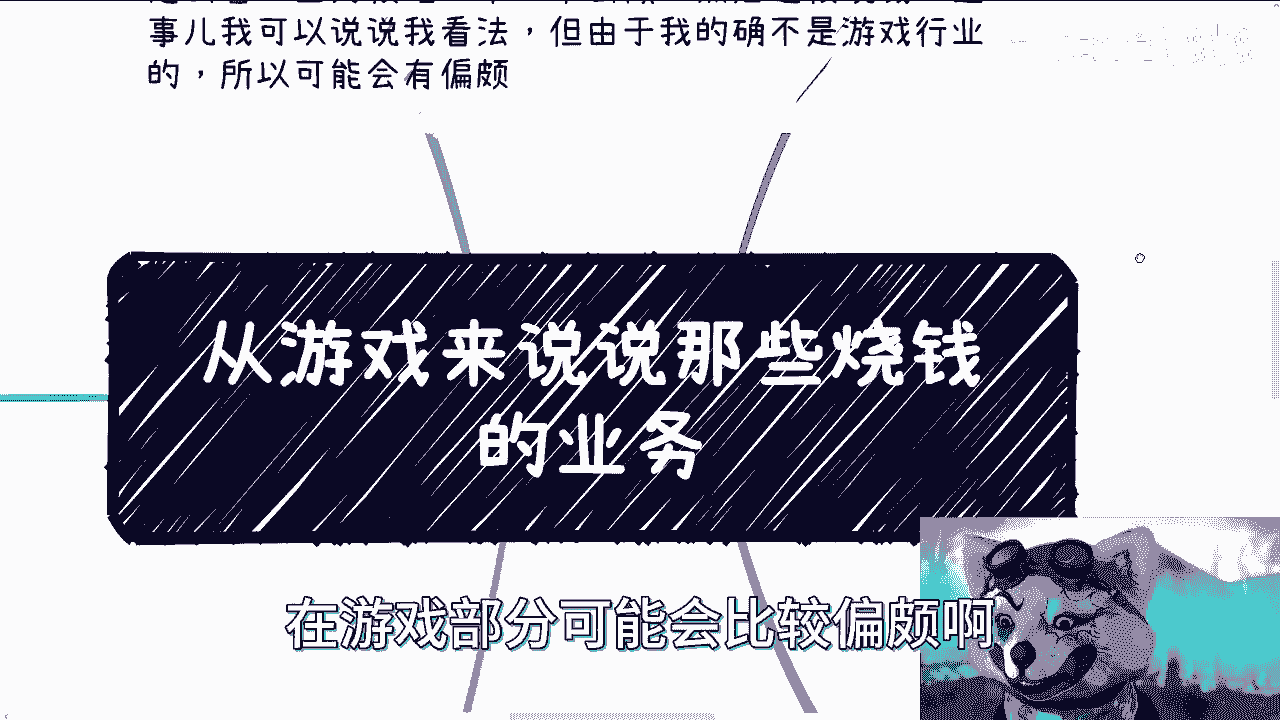 事儿我可以说说我看法，但由于我的确不是游戏行业
的，所以可能会有偏颇
从游戏来说说那些烧钱
的业务
在游戏部分可能会比较偏颇啊